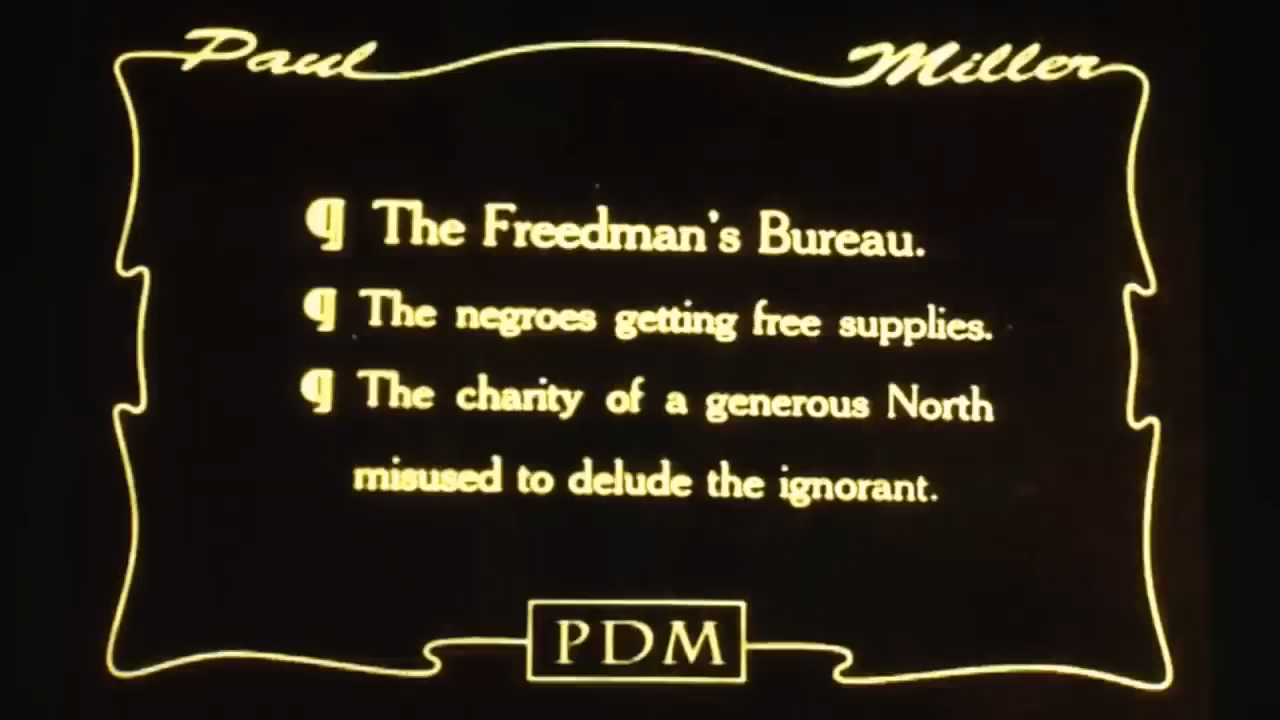 Paul Miller
¶ The Freedman's Bureau.
¶ The negroes getting free supplies.
¶ The charity of a generous North
misused to delude the ignorant.
PDM